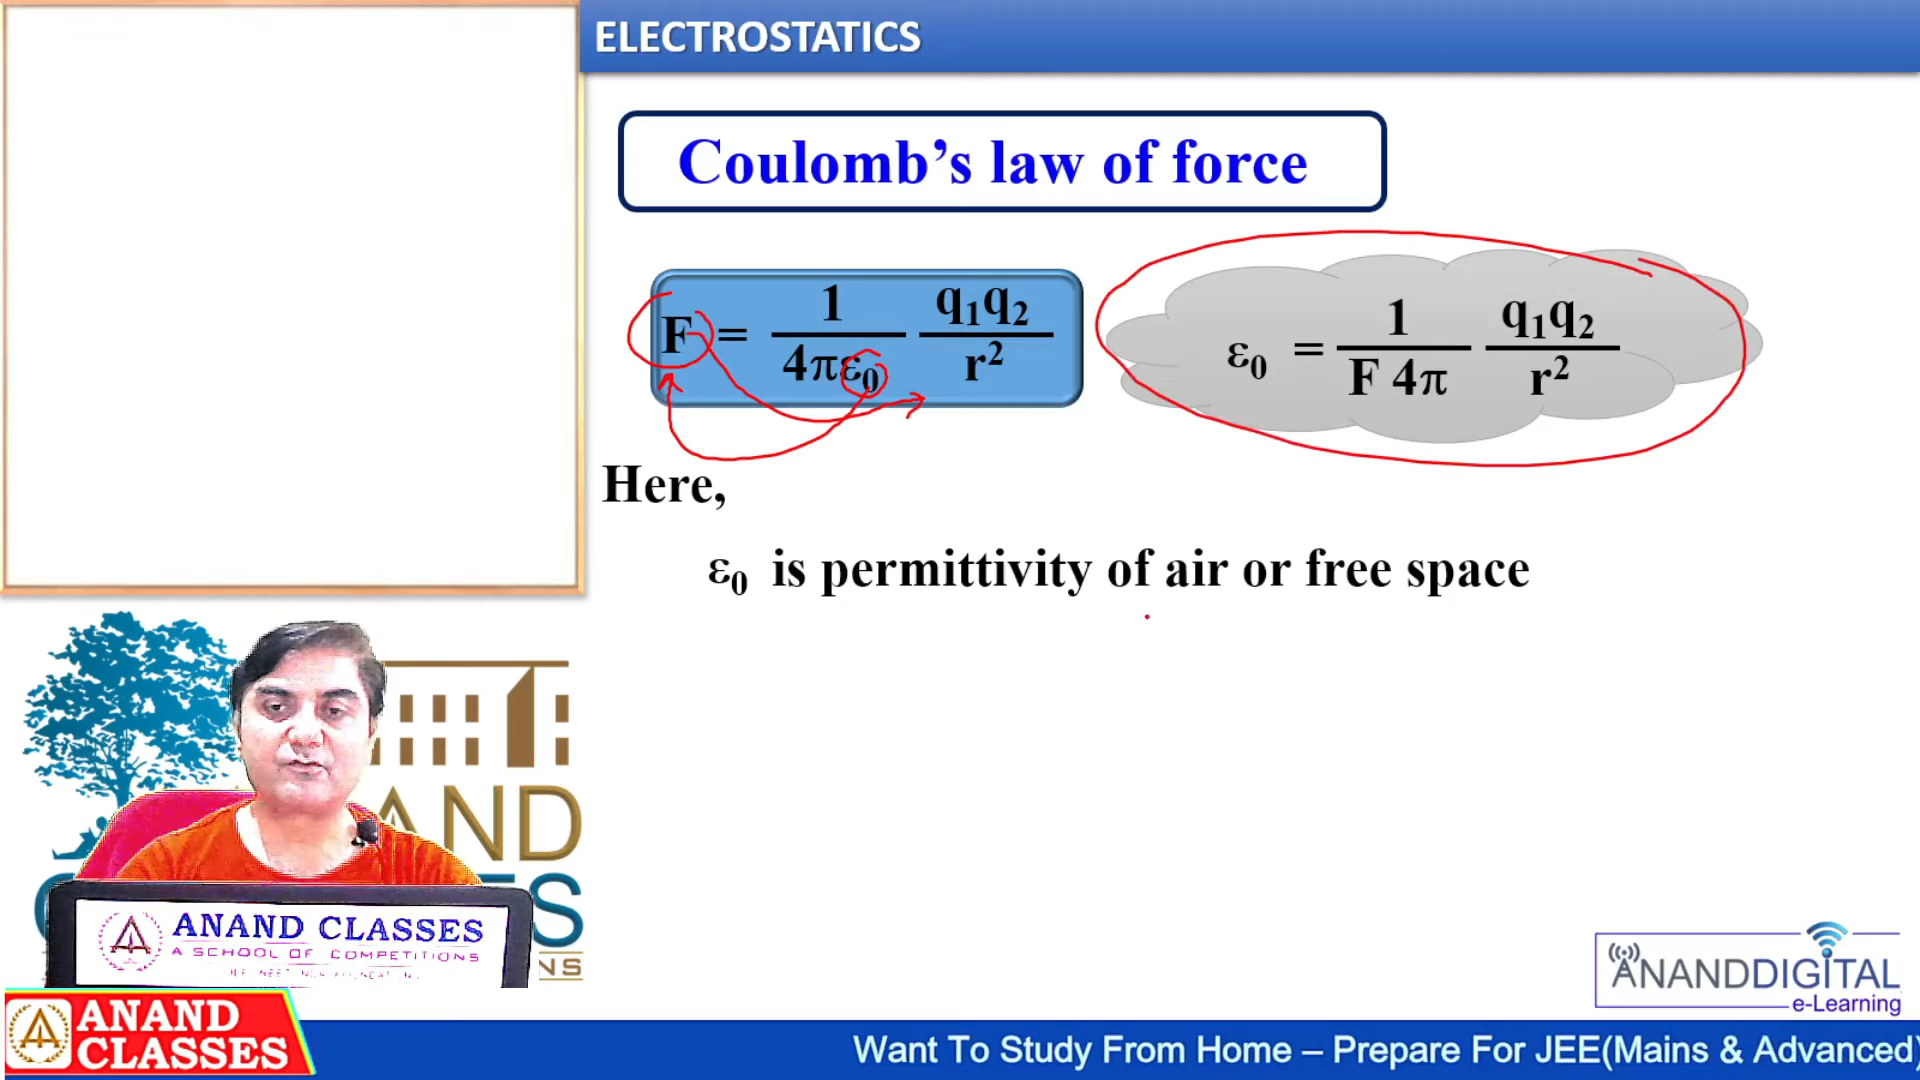 ELECTROSTATICS
Coulomb’s law of force
F = 1/4πε₀ q₁q₂/r²
ε₀ = 1/F 4π q₁q₂/r²
Here,
ε₀ is permittivity of air or free space
AND
ANAND CLASSES
A SCHOOL OF COMPETITIONS
NS
ANANDDIGITAL
e-Learning
ANAND
CLASSES
Want To Study From Home – Prepare For JEE(Mains & Advanced)